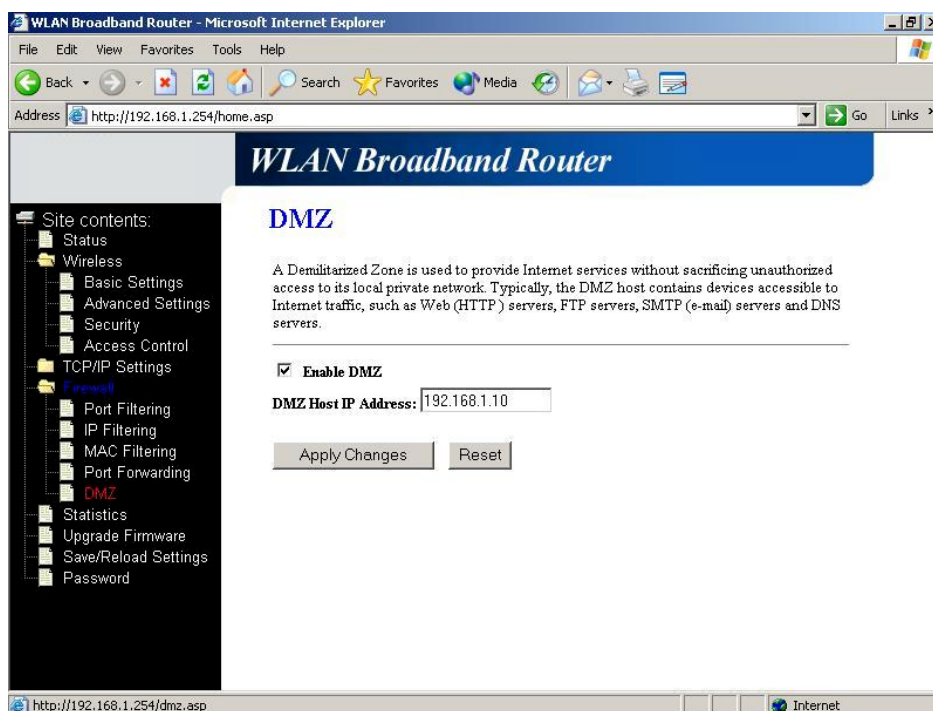 WLAN Broadband Router - Microsoft Internet Explorer
File Edit View Favorites Tools Help
Back Search Favorites Media
Address http://192.168.1.254/home.asp Go Links
WLAN Broadband Router
Site contents:
Status
Wireless
Basic Settings
Advanced Settings
Security
Access Control
TCP/IP Settings
Firewall
Port Filtering
IP Filtering
MAC Filtering
Port Forwarding
DMZ
Statistics
Upgrade Firmware
Save/Reload Settings
Password
DMZ
A Demilitarized Zone is used to provide Internet services without sacrificing unauthorized
access to its local private network. Typically, the DMZ host contains devices accessible to
Internet traffic, such as Web (HTTP ) servers, FTP servers, SMTP (e-mail) servers and DNS
servers.
Enable DMZ
DMZ Host IP Address: 192.168.1.10
Apply Changes Reset
http://192.168.1.254/dmz.asp Internet